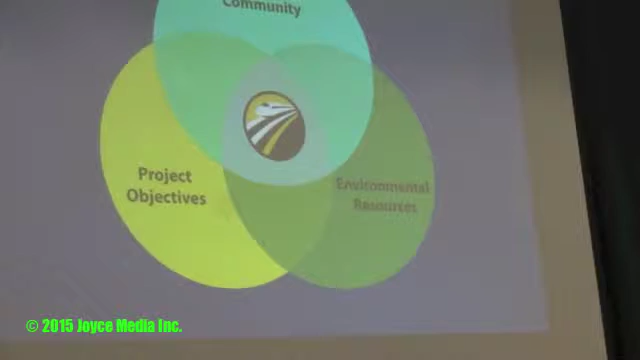 Community
Project
Objectives
Environmental
Resources
© 2015 Joyce Media Inc.